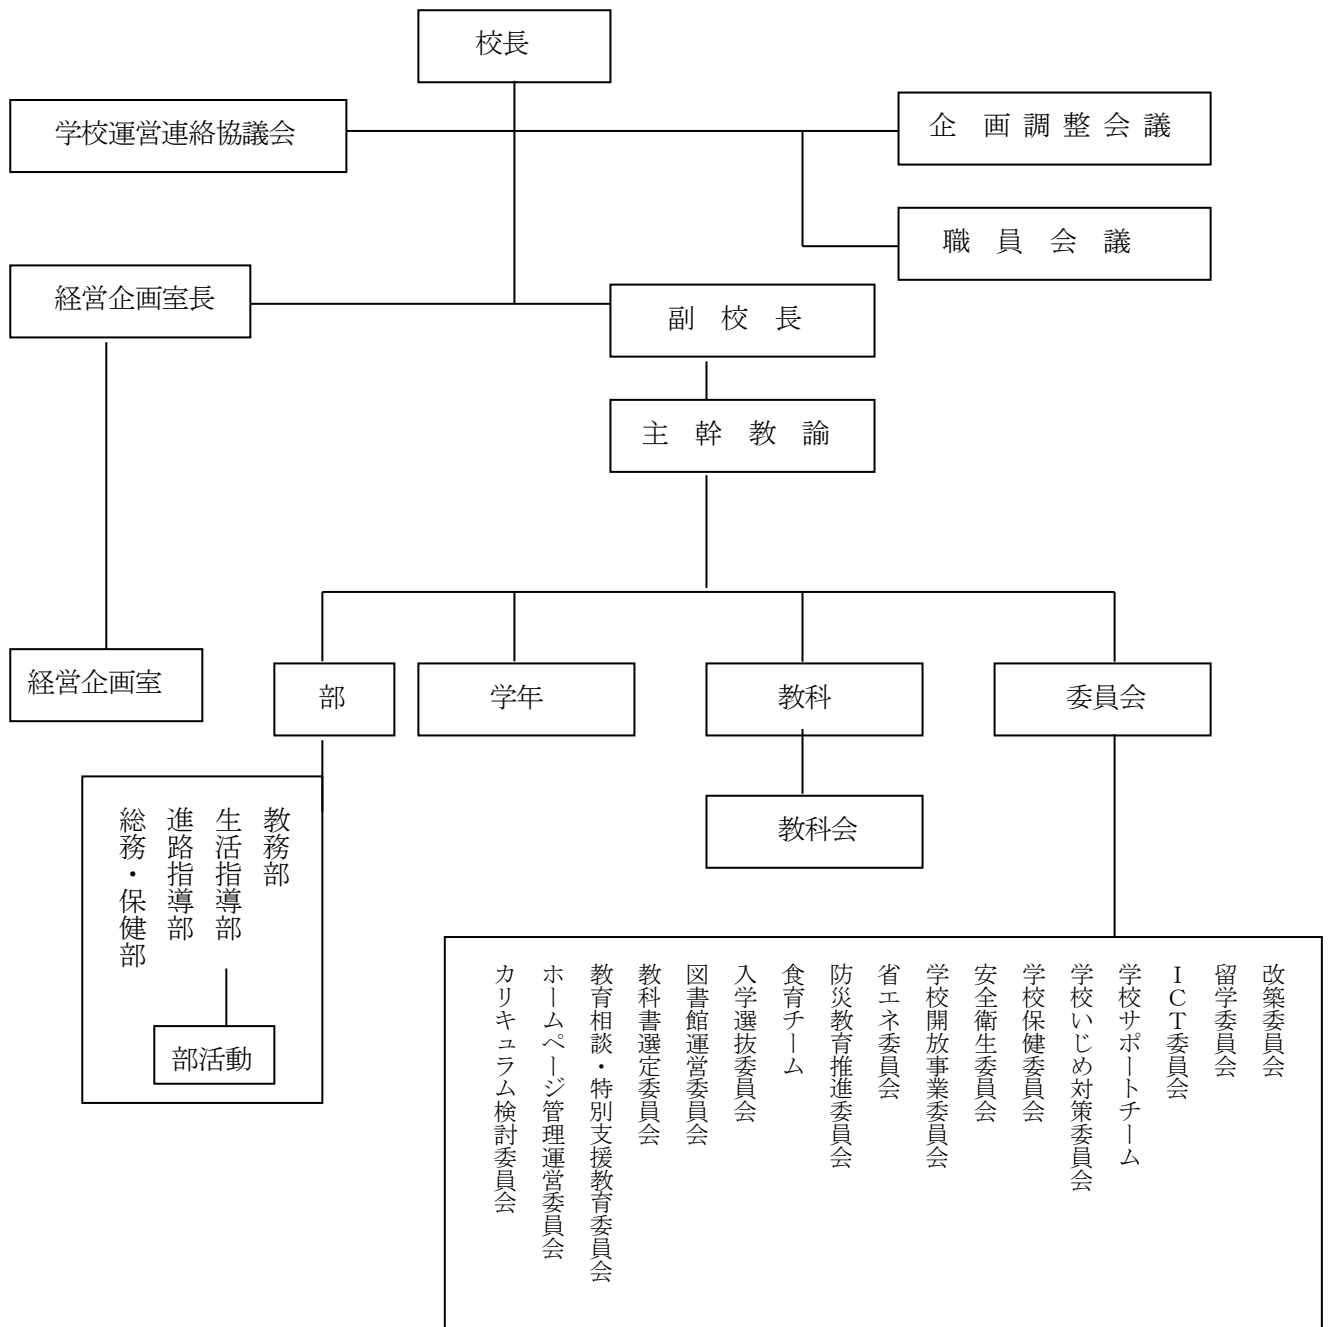 校長
学校運営連絡協議会
企　画 調 整 会 議
職　員　会　議
経営企画室長
副　校　長
主　幹　教　諭
経営企画室
部
学年
教科
委員会
教科会
教務部
生活指導部
進路指導部
総務・保健部
部活動
改築委員会
留学委員会
ＩＣＴ委員会
学校サポートチーム
学校いじめ対策委員会
学校保健委員会
安全衛生委員会
学校開放事業委員会
省エネ委員会
防災教育推進委員会
食育チーム
入学選抜委員会
図書館運営委員会
教科書選定委員会
教育相談・特別支援教育委員会
ホームページ管理運営委員会
カリキュラム検討委員会